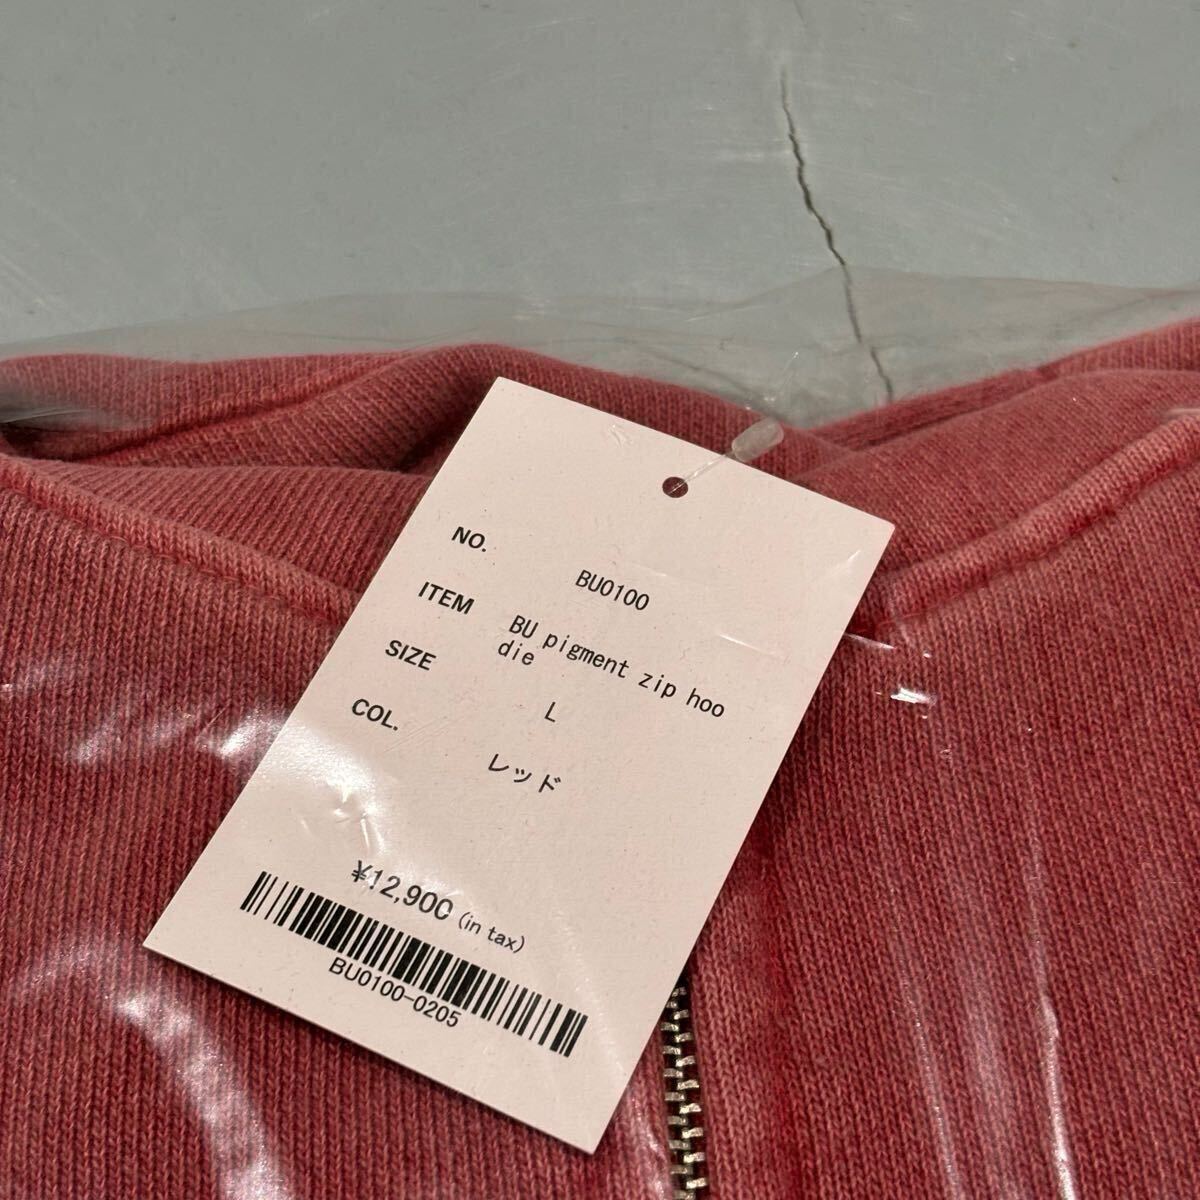 NO. BU0100
ITEM BU pigment zip hoo
die
SIZE L
COL. レッド
¥12,900 (in tax)
BU0100-0205